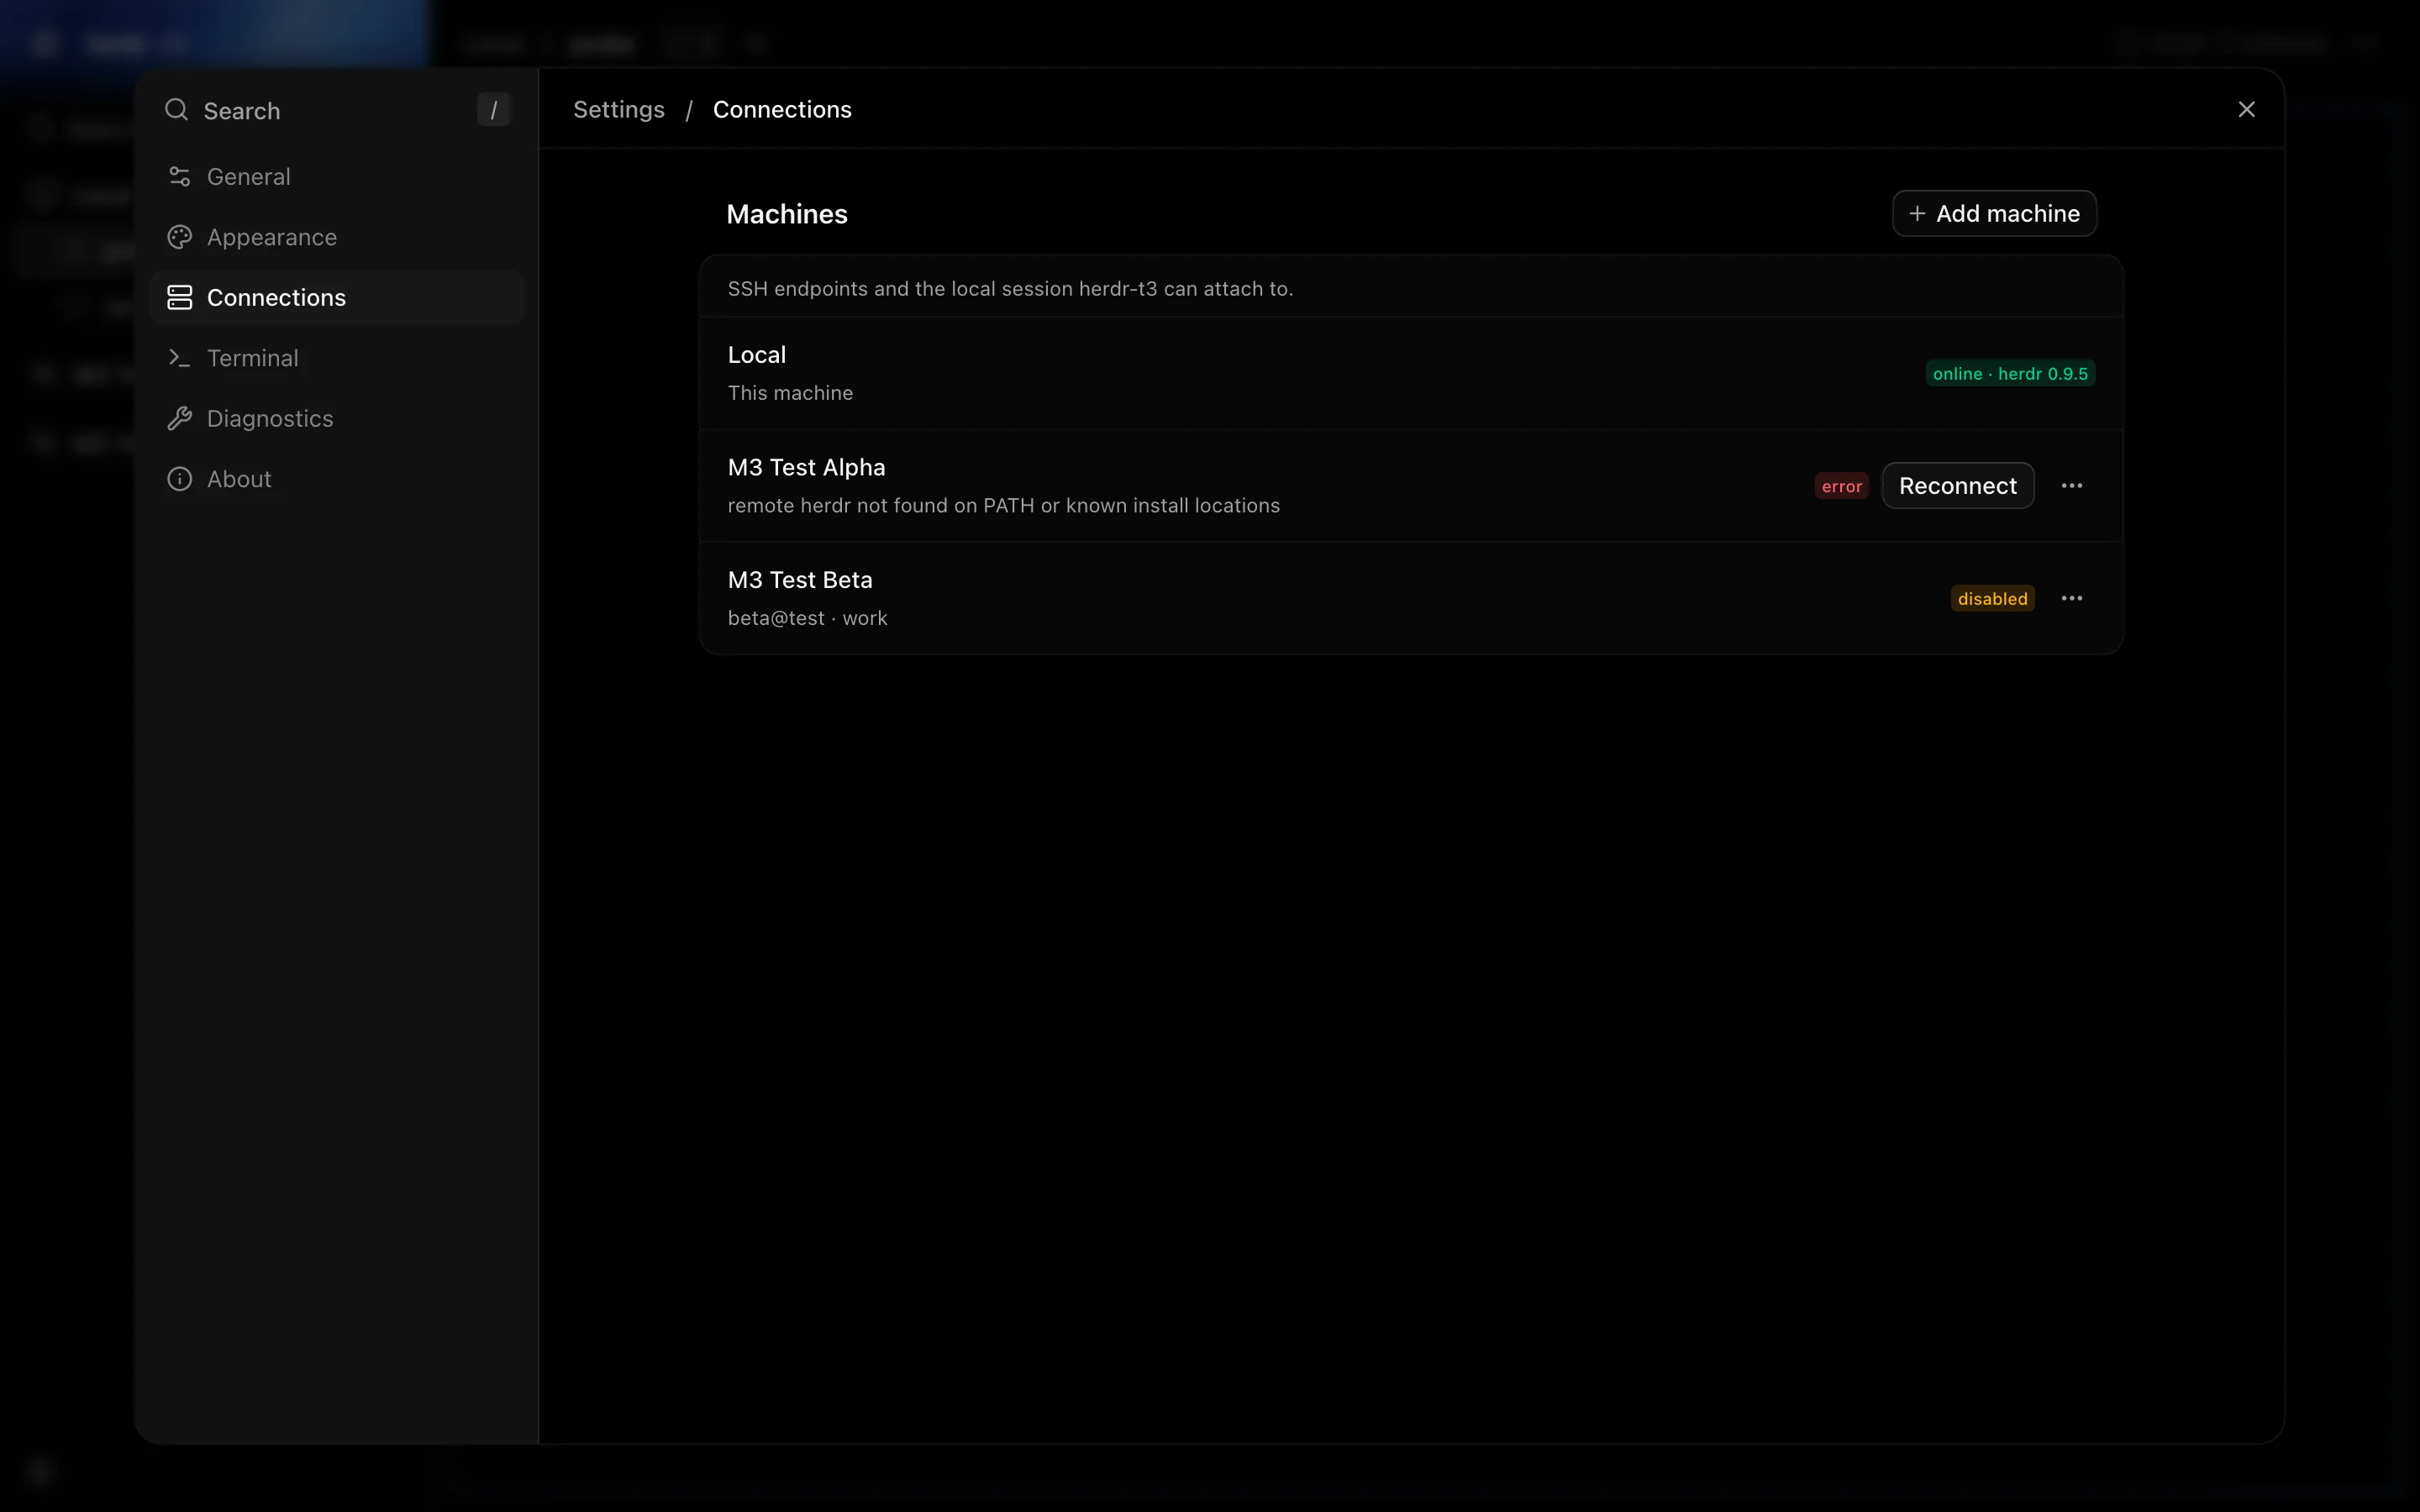 Search /
General
Appearance
Connections
Terminal
Diagnostics
About
Settings / Connections
Machines
+ Add machine
SSH endpoints and the local session herdr-t3 can attach to.
Local
This machine
online · herdr 0.9.5
M3 Test Alpha
remote herdr not found on PATH or known install locations
error
Reconnect
M3 Test Beta
beta@test · work
disabled